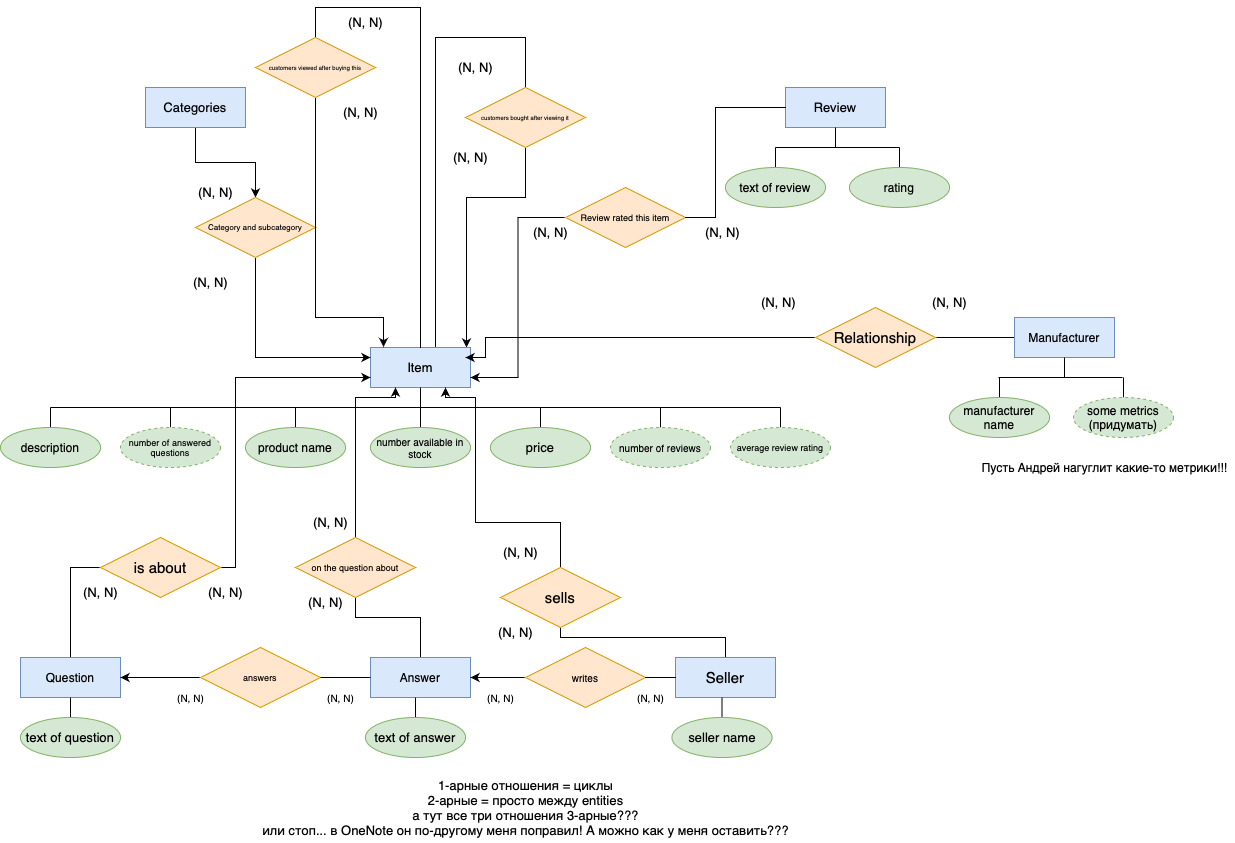 (N, N)
customers viewed after buying this
(N, N)
(N, N)
Categories
Review
customers bought after viewing it
(N, N)
text of review
rating
(N, N)
Category and subcategory
Review rated this item
(N, N)
(N, N)
(N, N)
(N, N)
(N, N)
Relationship
Manufacturer
Item
manufacturer
name
some metrics
(придумать)
description
number of answered
questions
product name
number available in
stock
price
number of reviews
average review rating
Пусть Андрей нагуглит какие-то метрики!!!
(N, N)
(N, N)
is about
on the question about
(N, N)
(N, N)
(N, N)
sells
(N, N)
Question
answers
Answer
writes
Seller
(N, N)
(N, N)
(N, N)
(N, N)
text of question
text of answer
seller name
1-арные отношения = циклы
2-арные = просто между entities
а тут все три отношения 3-арные???
или стоп... в OneNote он по-другому меня поправил! А можно как у меня оставить???